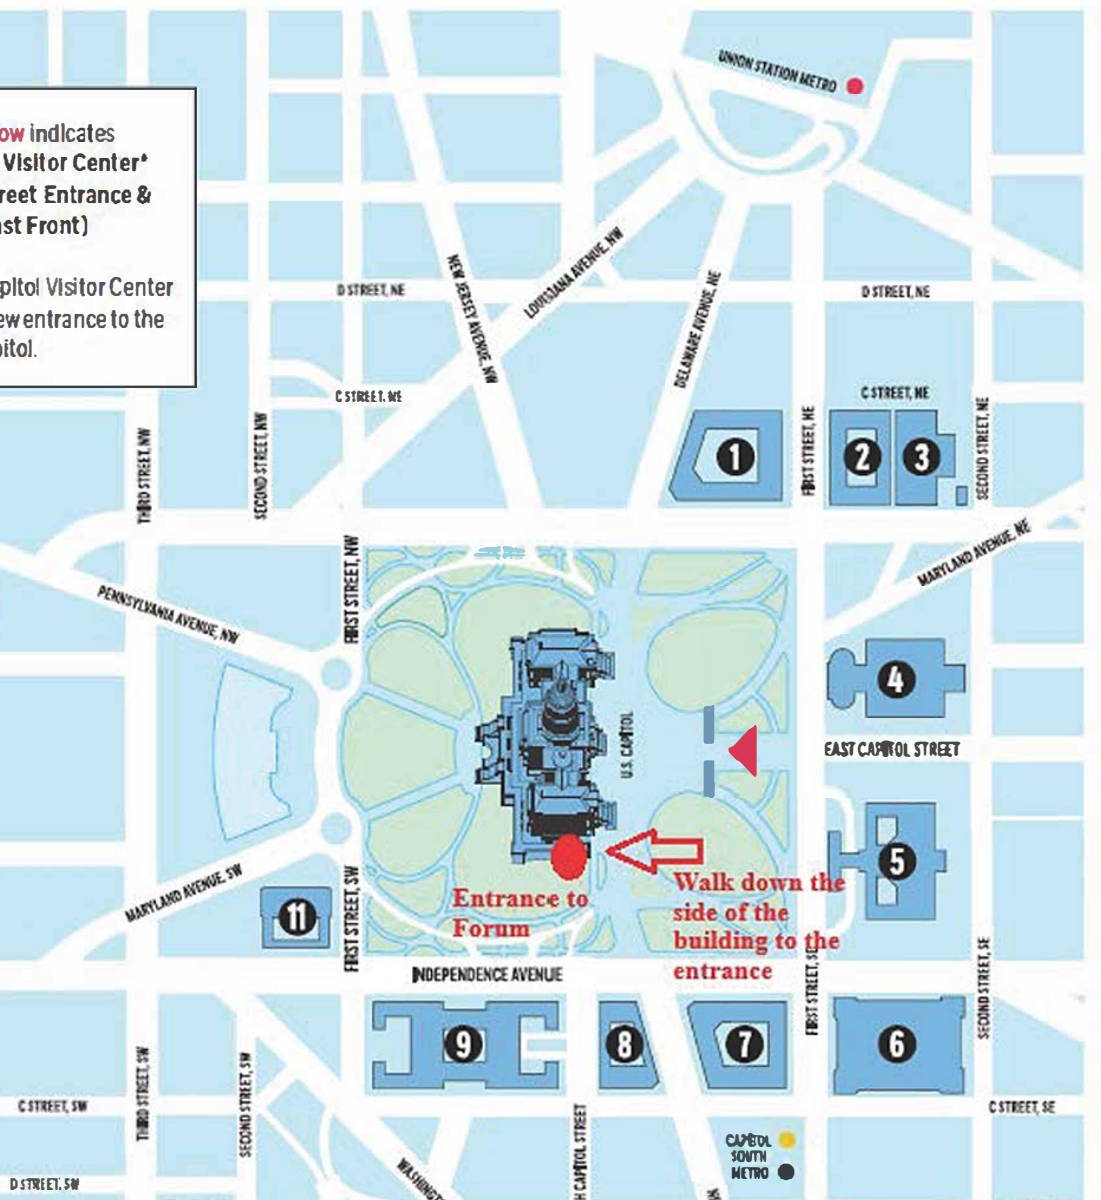 UNION STATION METRO
ow indicates
Visitor Center*
reet Entrance &
ast Front)
pitol Visitor Center
ew entrance to the
pitol.
NEW JERSEY AVENUE, NW
LOUISIANA AVENUE, NW
DELAWARE AVENUE, NE
D STREET, NE
D STREET, NE
C STREET, NE
C STREET, NE
THIRD STREET, NW
SECOND STREET, NW
FIRST STREET, NE
SECOND STREET, NE
1
2
3
MARYLAND AVENUE, NE
FIRST STREET, NW
PENNSYLVANIA AVENUE, NW
4
U.S. CAPITOL
EAST CAPITOL STREET
5
MARYLAND AVENUE, SW
11
FIRST STREET, SW
Entrance to
Forum
Walk down the
side of the
building to the
entrance
INDEPENDENCE AVENUE
FIRST STREET, SE
SECOND STREET, SE
9
8
7
6
THIRD STREET, SW
SECOND STREET, SW
C STREET, SW
C STREET, SE
D STREET, SW
WASHINGT
H CAPITOL STREET
CAPITOL
SOUTH
METRO